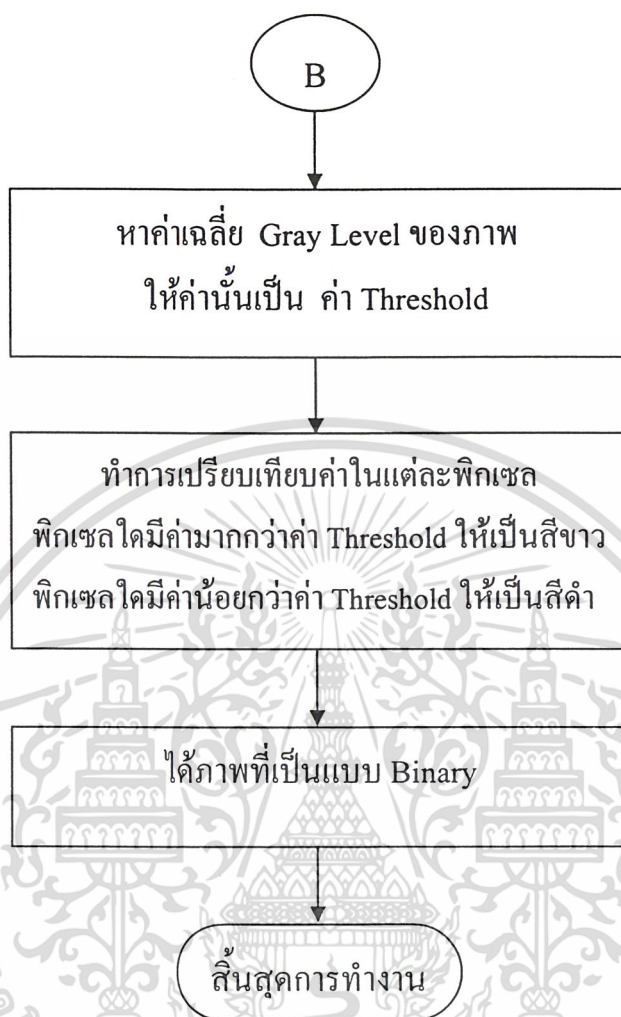 B
หาค่าเฉลี่ย Gray Level ของภาพ
ให้ค่านั้นเป็น ค่า Threshold
ทำการเปรียบเทียบค่าในแต่ละพิกเซล
พิกเซลใดมีค่ามากกว่าค่า Threshold ให้เป็นสีขาว
พิกเซลใดมีค่าน้อยกว่าค่า Threshold ให้เป็นสีดำ
ได้ภาพที่เป็นแบบ Binary
สิ้นสุดการทำงาน